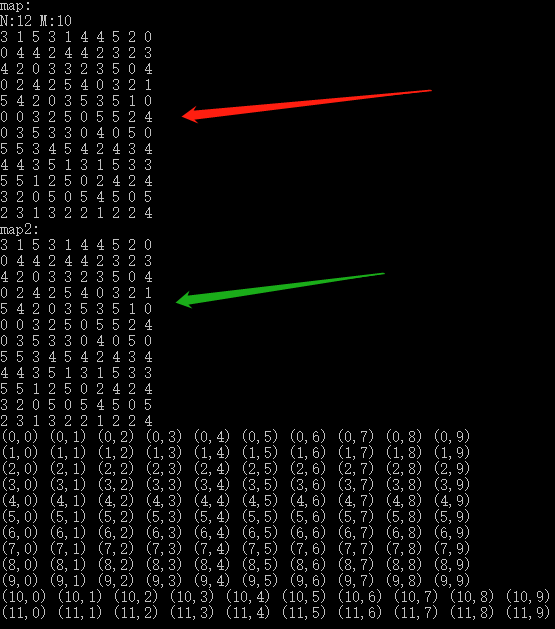 map:
N:12 M:10
3 1 5 3 1 4 4 5 2 0
0 4 4 2 4 4 2 3 2 3
4 2 0 3 3 2 3 5 0 4
0 2 4 2 5 4 0 3 2 1
5 4 2 0 3 5 3 5 1 0
0 0 3 2 5 0 5 5 2 4
0 3 5 3 3 0 4 0 5 0
5 5 3 4 5 4 2 4 3 4
4 4 3 5 1 3 1 5 3 3
5 5 1 2 5 0 2 4 2 4
3 2 0 5 0 5 4 5 0 5
2 3 1 3 2 2 1 2 2 4
map2:
3 1 5 3 1 4 4 5 2 0
0 4 4 2 4 4 2 3 2 3
4 2 0 3 3 2 3 5 0 4
0 2 4 2 5 4 0 3 2 1
5 4 2 0 3 5 3 5 1 0
0 0 3 2 5 0 5 5 2 4
0 3 5 3 3 0 4 0 5 0
5 5 3 4 5 4 2 4 3 4
4 4 3 5 1 3 1 5 3 3
5 5 1 2 5 0 2 4 2 4
3 2 0 5 0 5 4 5 0 5
2 3 1 3 2 2 1 2 2 4
(0,0) (0,1) (0,2) (0,3) (0,4) (0,5) (0,6) (0,7) (0,8) (0,9)
(1,0) (1,1) (1,2) (1,3) (1,4) (1,5) (1,6) (1,7) (1,8) (1,9)
(2,0) (2,1) (2,2) (2,3) (2,4) (2,5) (2,6) (2,7) (2,8) (2,9)
(3,0) (3,1) (3,2) (3,3) (3,4) (3,5) (3,6) (3,7) (3,8) (3,9)
(4,0) (4,1) (4,2) (4,3) (4,4) (4,5) (4,6) (4,7) (4,8) (4,9)
(5,0) (5,1) (5,2) (5,3) (5,4) (5,5) (5,6) (5,7) (5,8) (5,9)
(6,0) (6,1) (6,2) (6,3) (6,4) (6,5) (6,6) (6,7) (6,8) (6,9)
(7,0) (7,1) (7,2) (7,3) (7,4) (7,5) (7,6) (7,7) (7,8) (7,9)
(8,0) (8,1) (8,2) (8,3) (8,4) (8,5) (8,6) (8,7) (8,8) (8,9)
(9,0) (9,1) (9,2) (9,3) (9,4) (9,5) (9,6) (9,7) (9,8) (9,9)
(10,0) (10,1) (10,2) (10,3) (10,4) (10,5) (10,6) (10,7) (10,8) (10,9)
(11,0) (11,1) (11,2) (11,3) (11,4) (11,5) (11,6) (11,7) (11,8) (11,9)